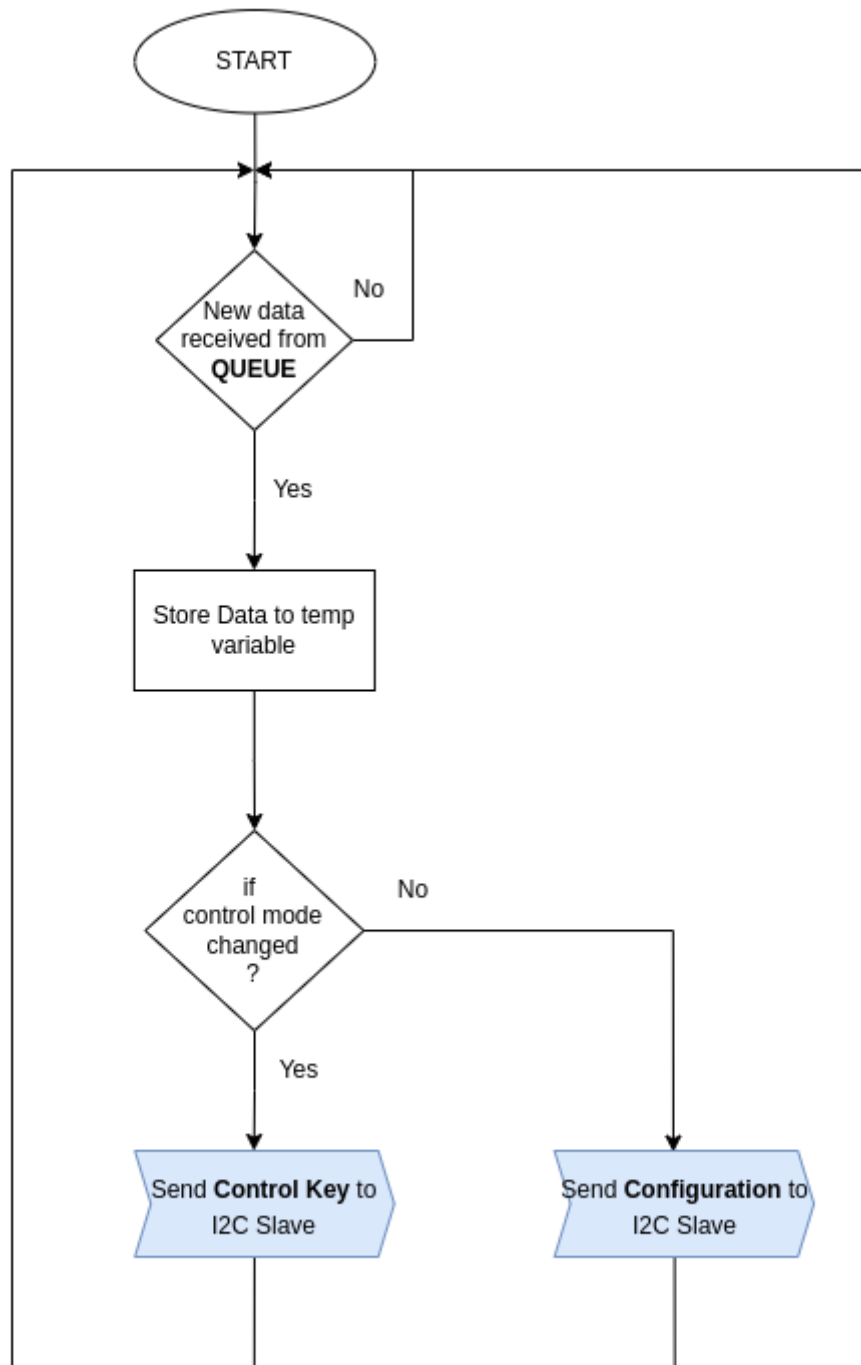 START
No
New data
received from
QUEUE
Yes
Store Data to temp
variable
if
control mode
changed
?
No
Yes
Send Control Key to
I2C Slave
Send Configuration to
I2C Slave